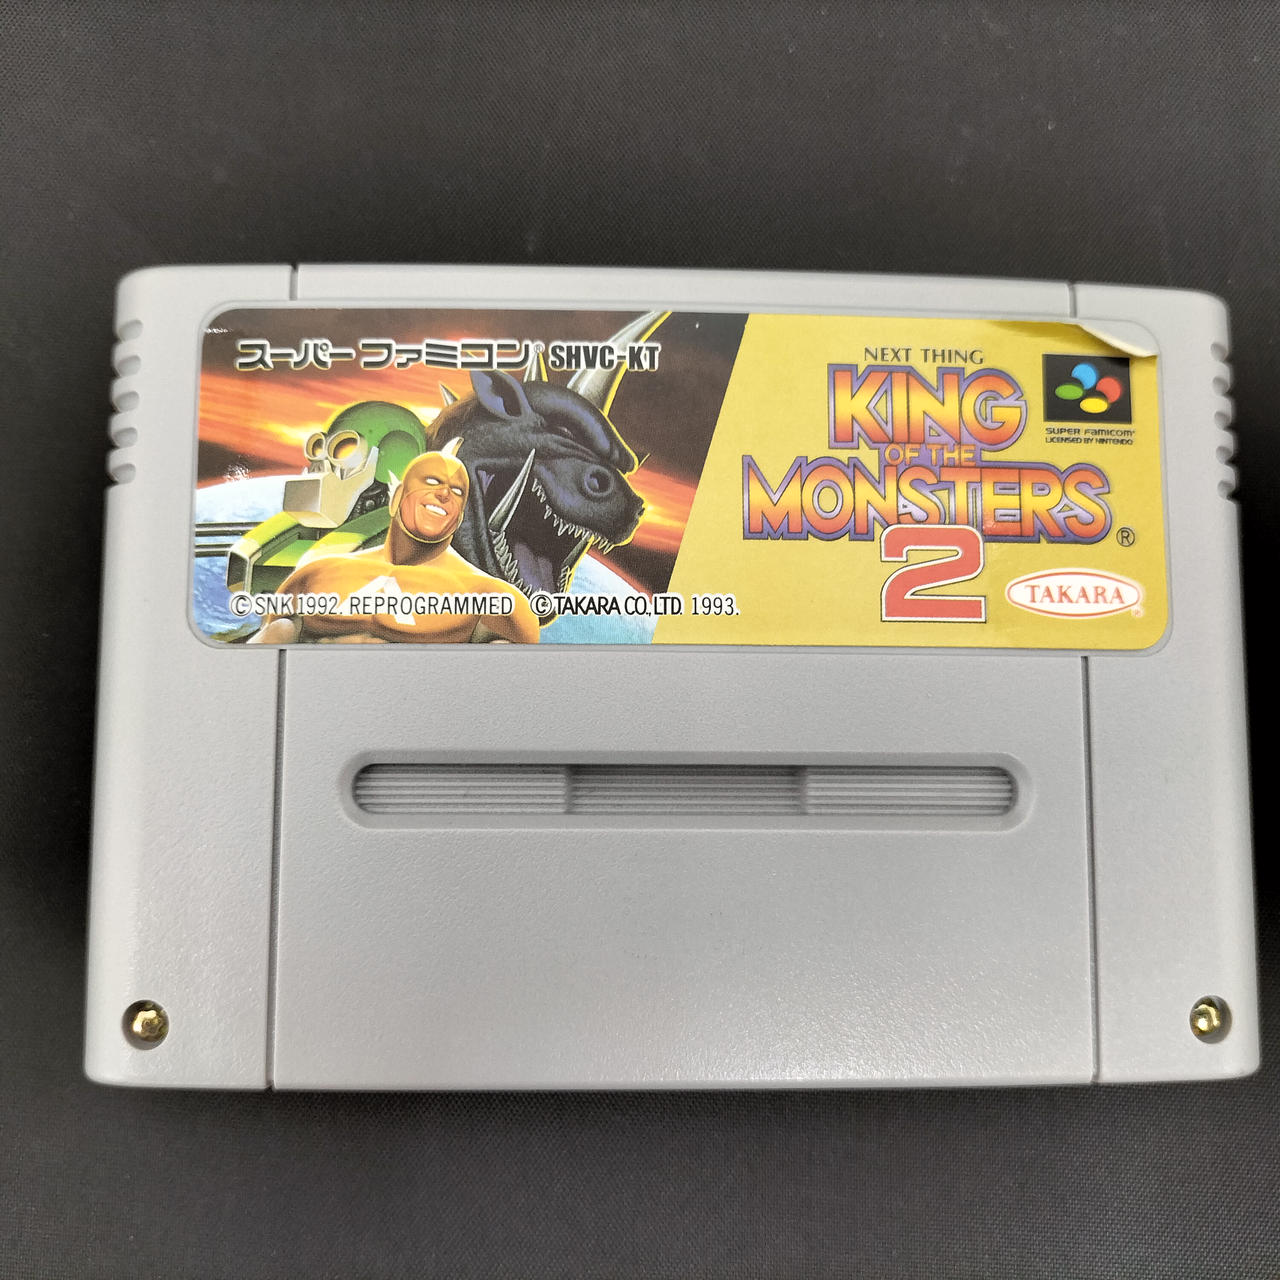 スーパーファミコン® SHVC-KT
NEXT THING
KING
OF THE
MONSTERS®
2
SUPER FAMICOM®
LICENSED BY NINTENDO
TAKARA®
©SNK 1992. REPROGRAMMED ©TAKARA CO., LTD. 1993.